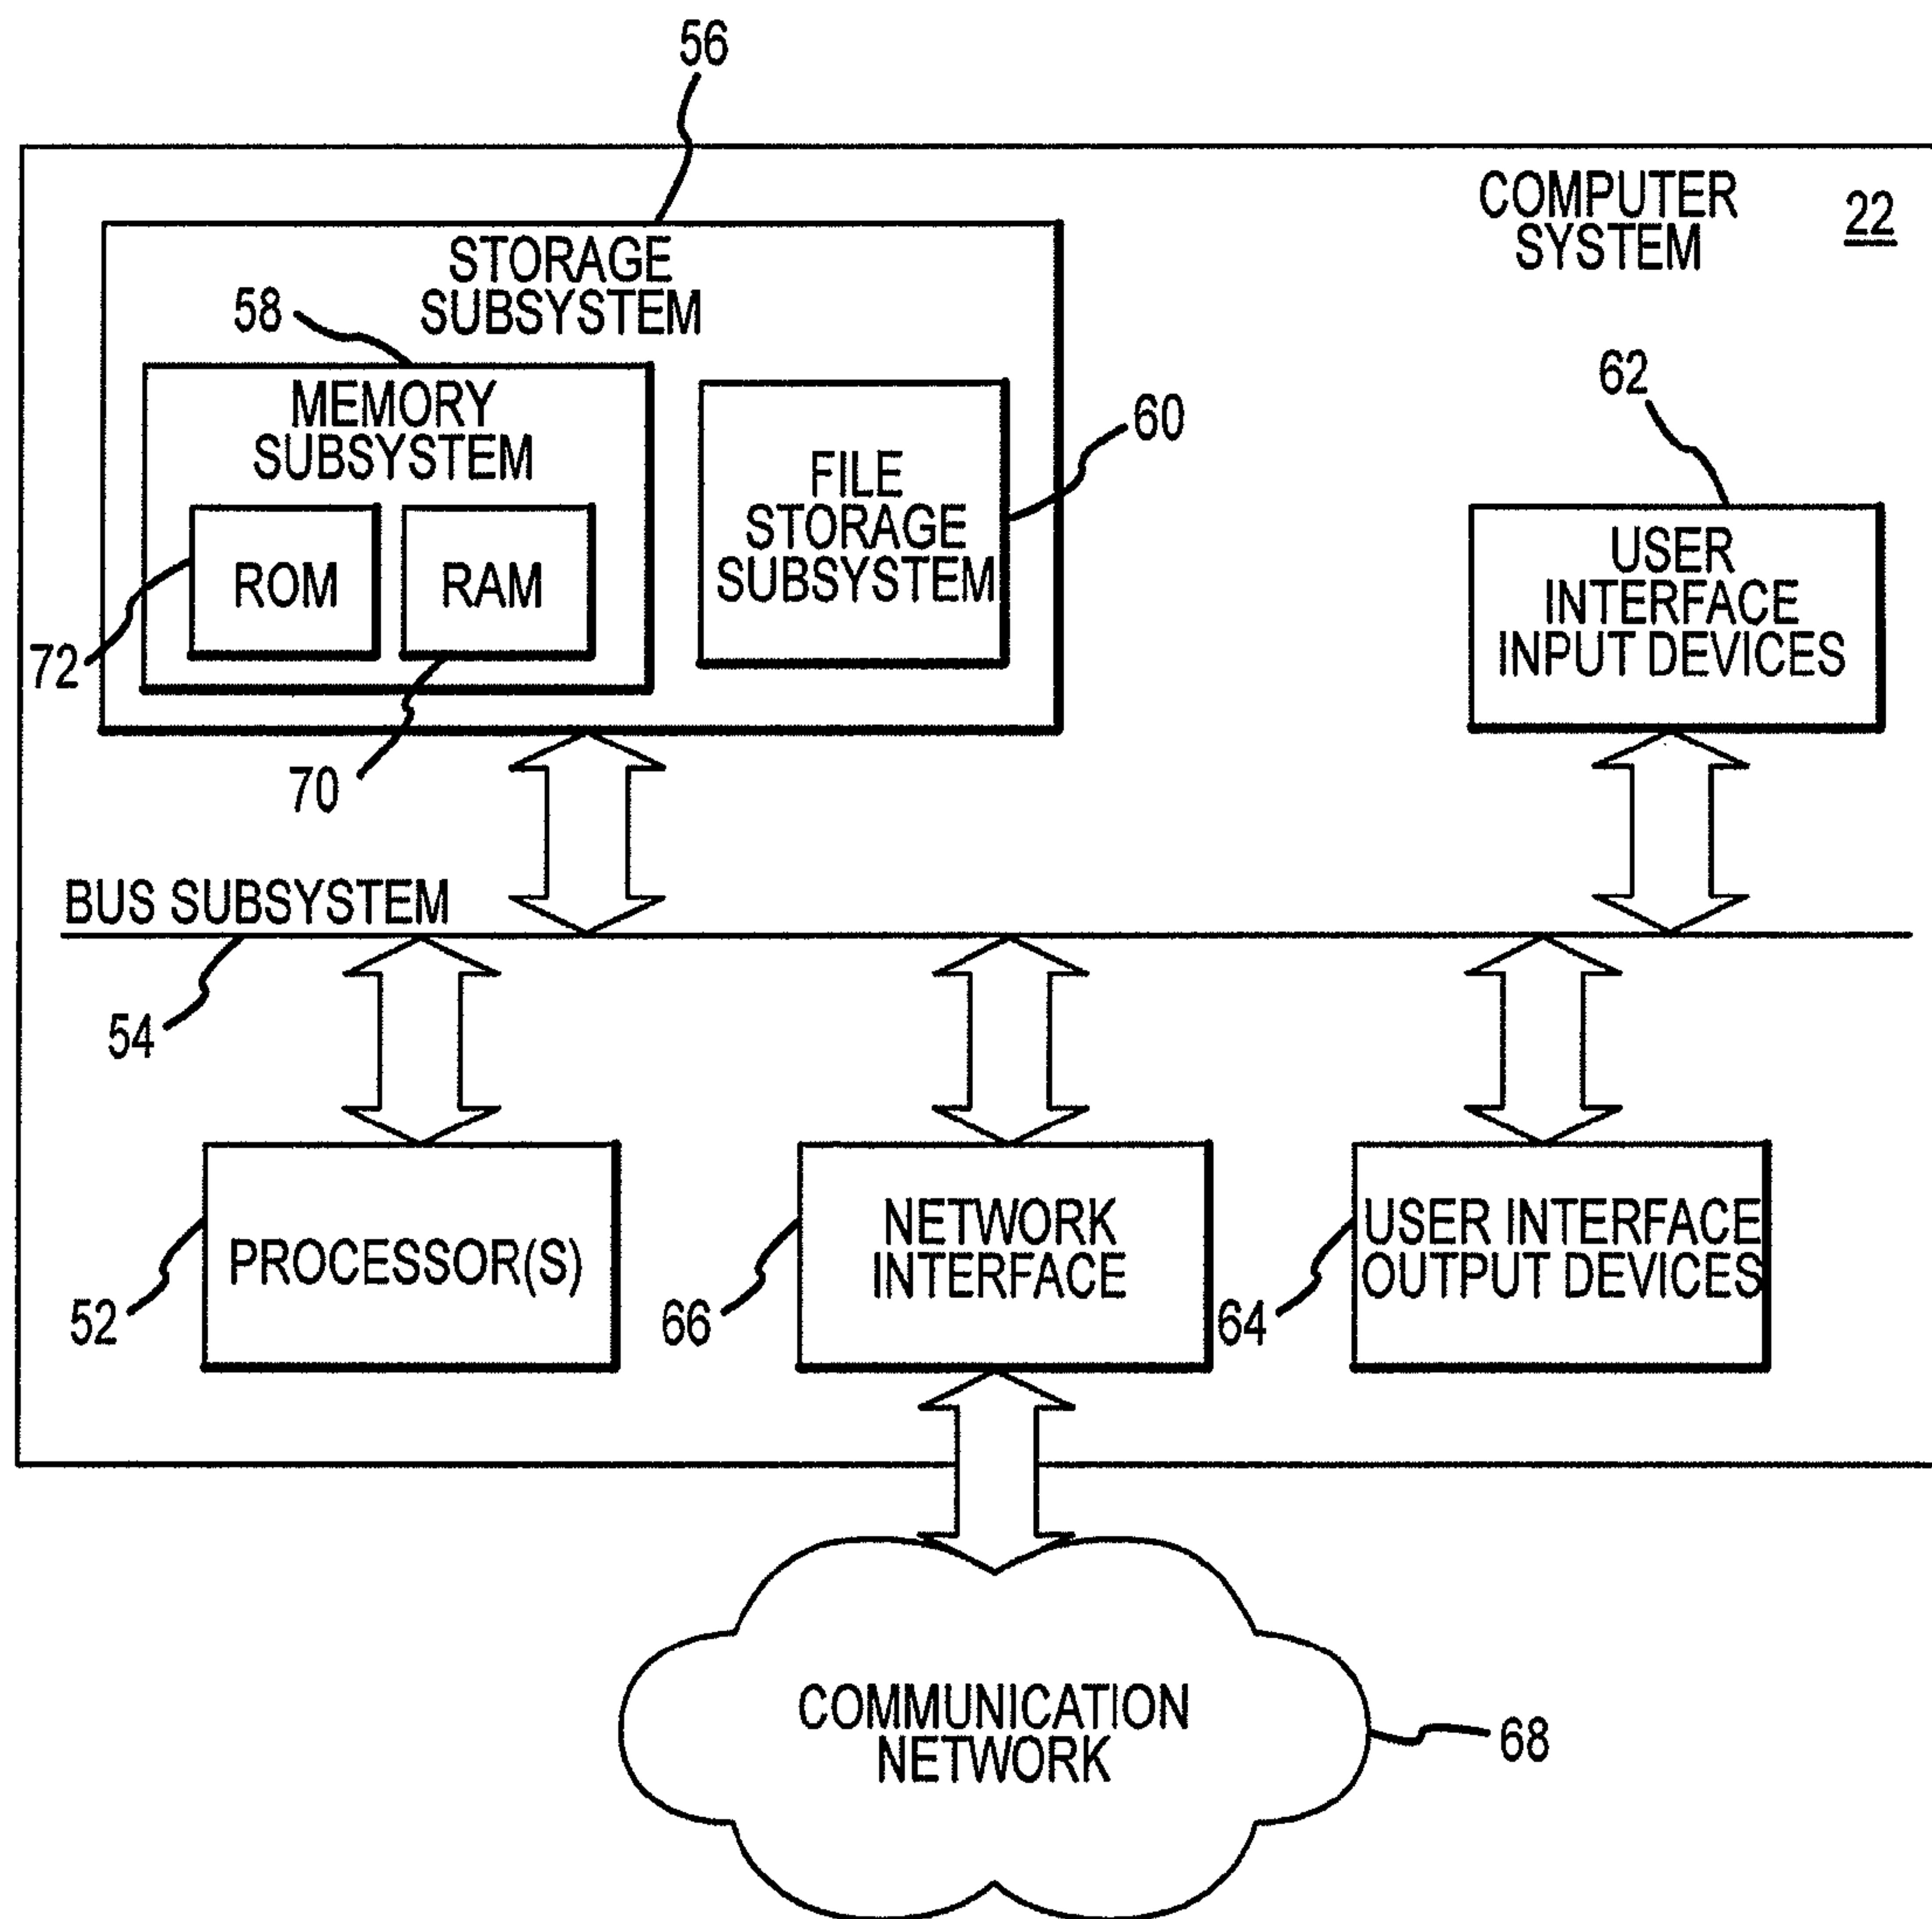 56
COMPUTER
SYSTEM
22
STORAGE
SUBSYSTEM
58
MEMORY
SUBSYSTEM
62
60
FILE
STORAGE
SUBSYSTEM
ROM
RAM
USER
INTERFACE
INPUT DEVICES
72
70
BUS SUBSYSTEM
54
PROCESSOR(S)
52
NETWORK
INTERFACE
66
USER INTERFACE
OUTPUT DEVICES
64
COMMUNICATION
NETWORK
68